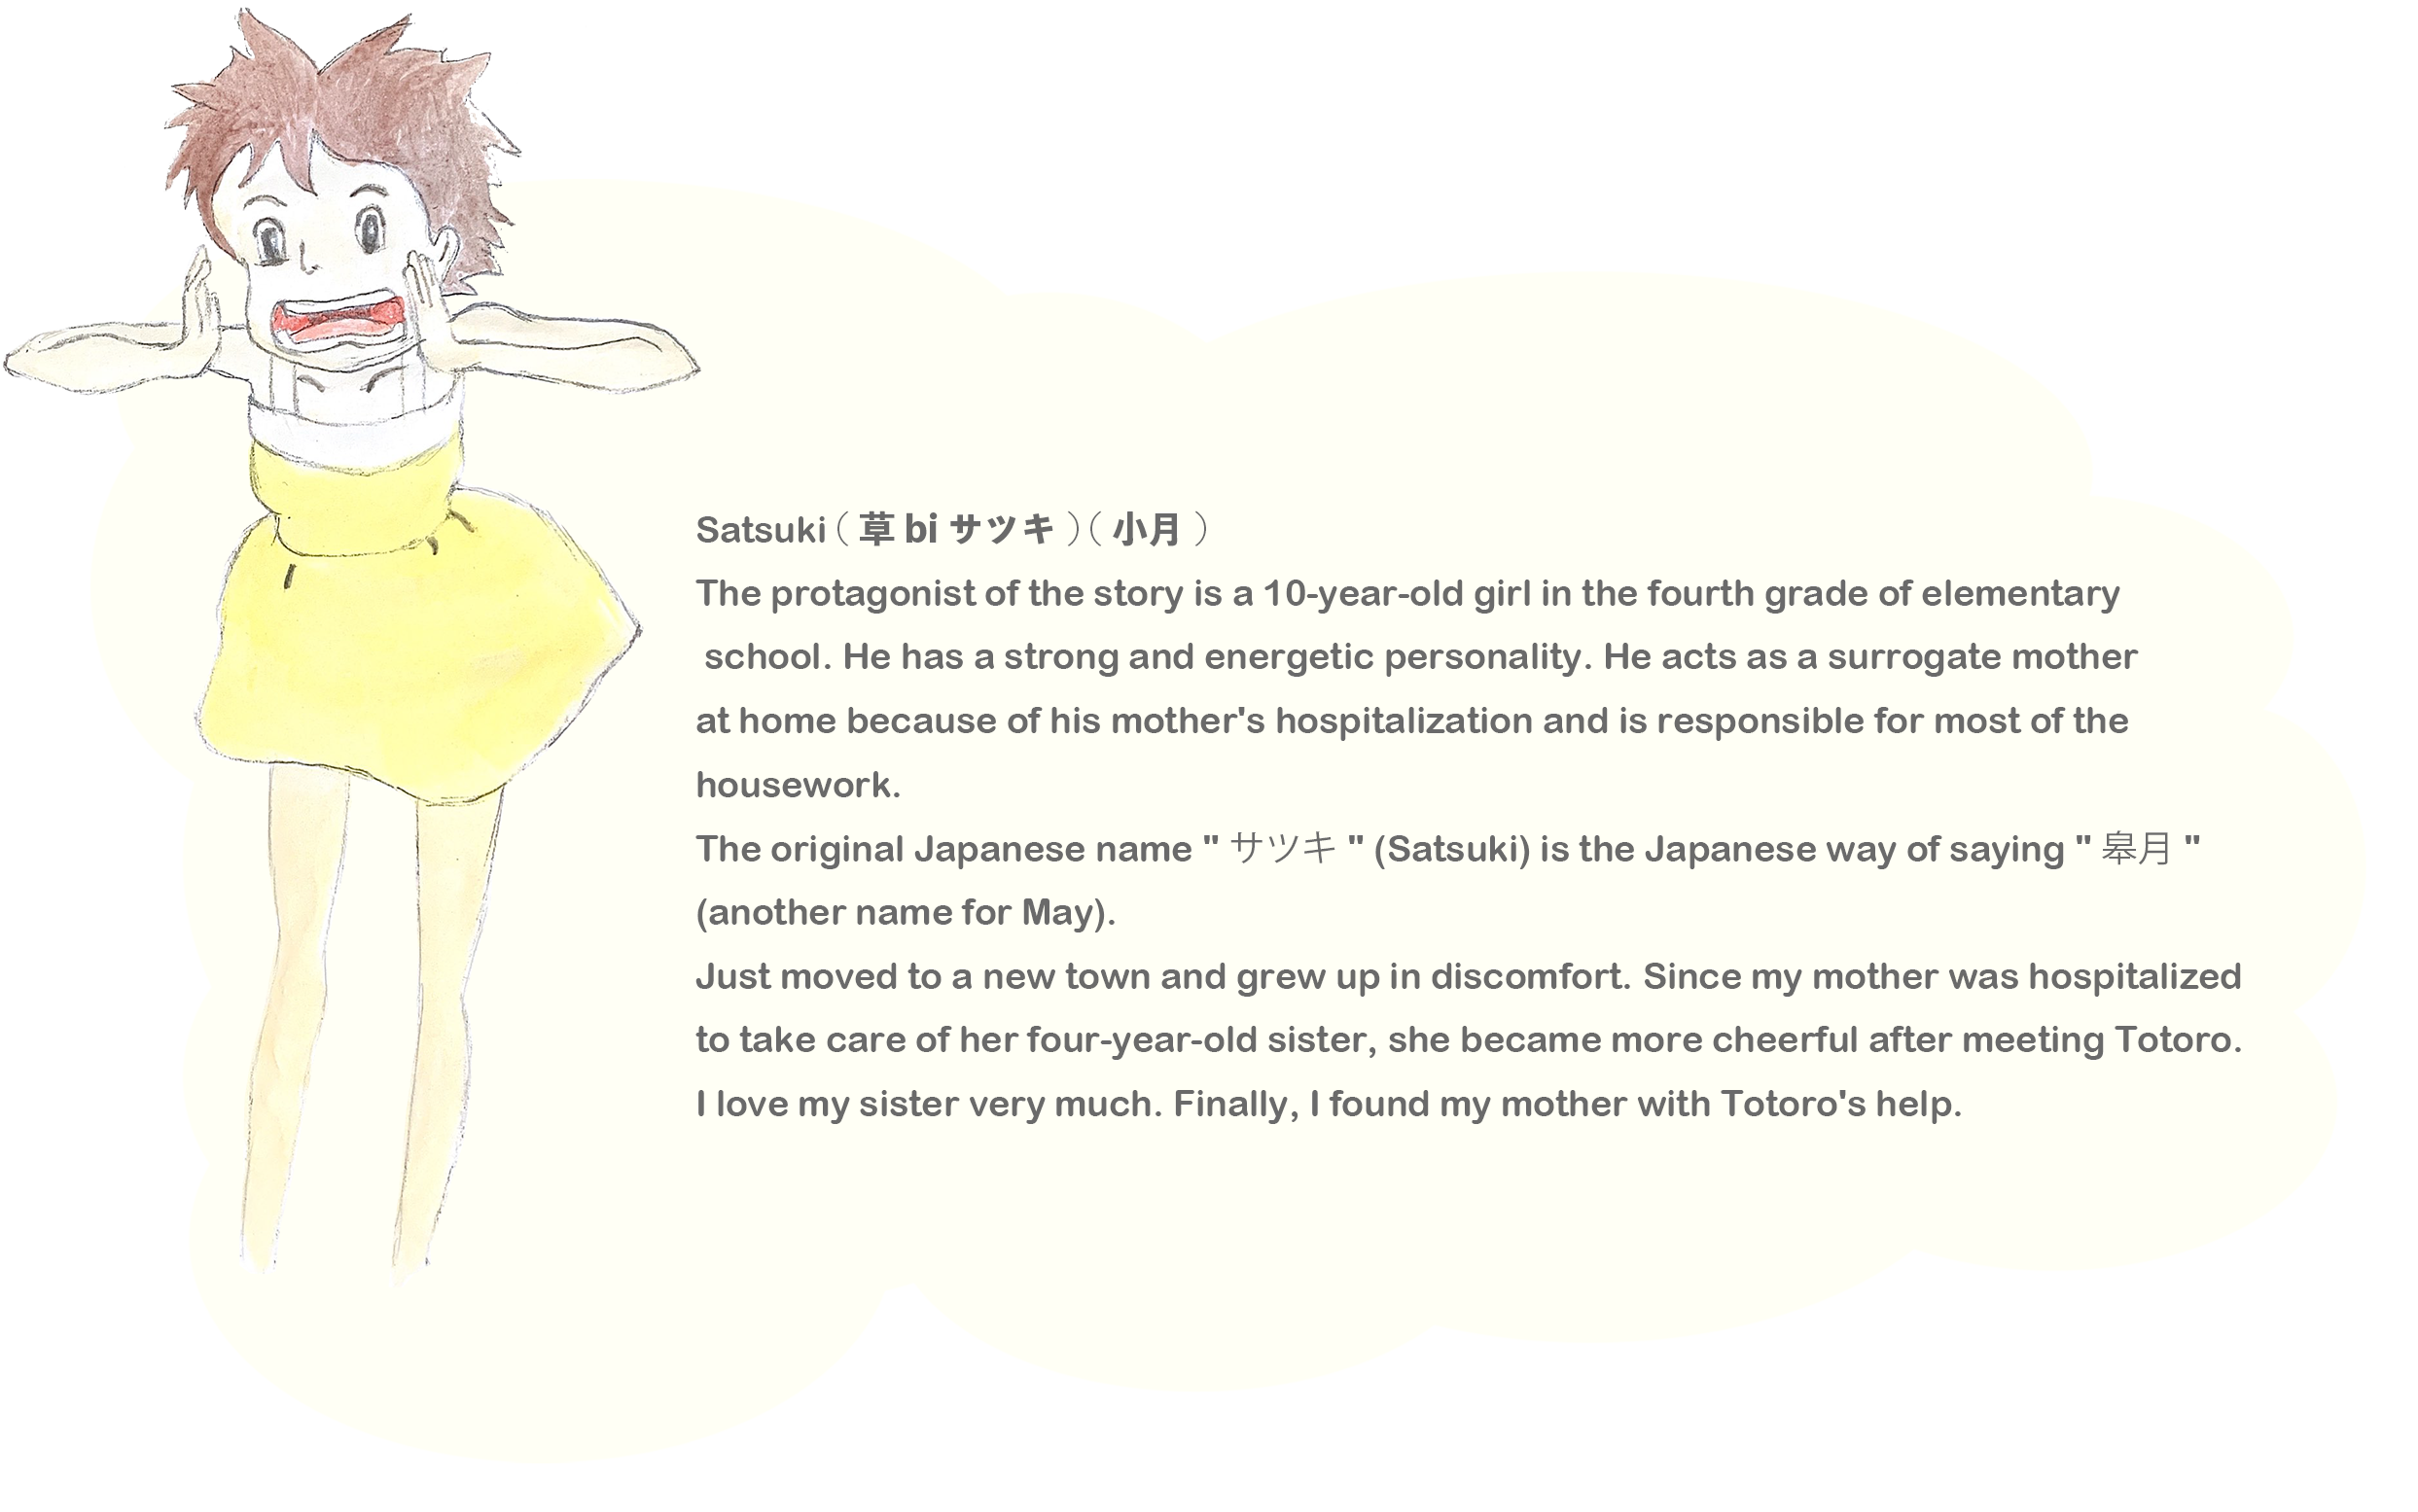 Satsuki（草 bi サツキ）（小月）
The protagonist of the story is a 10-year-old girl in the fourth grade of elementary
school. He has a strong and energetic personality. He acts as a surrogate mother
at home because of his mother's hospitalization and is responsible for most of the
housework.
The original Japanese name " サツキ " (Satsuki) is the Japanese way of saying " 皋月 "
(another name for May).
Just moved to a new town and grew up in discomfort. Since my mother was hospitalized
to take care of her four-year-old sister, she became more cheerful after meeting Totoro.
I love my sister very much. Finally, I found my mother with Totoro's help.